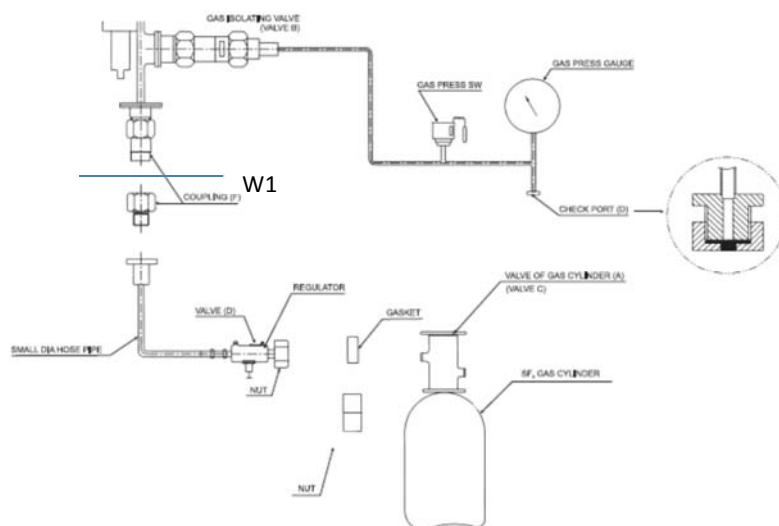 GAS ISOLATING VALVE
(VALVE B)
GAS PRESS GAUGE
GAS PRESS SW
W1
COUPLING (F)
CHECK PORT (D)
VALVE OF GAS CYLINDER (A)
(VALVE C)
REGULATOR
VALVE (D)
GASKET
SMALL DIA HOSE PIPE
SF₆ GAS CYLINDER
NUT
NUT